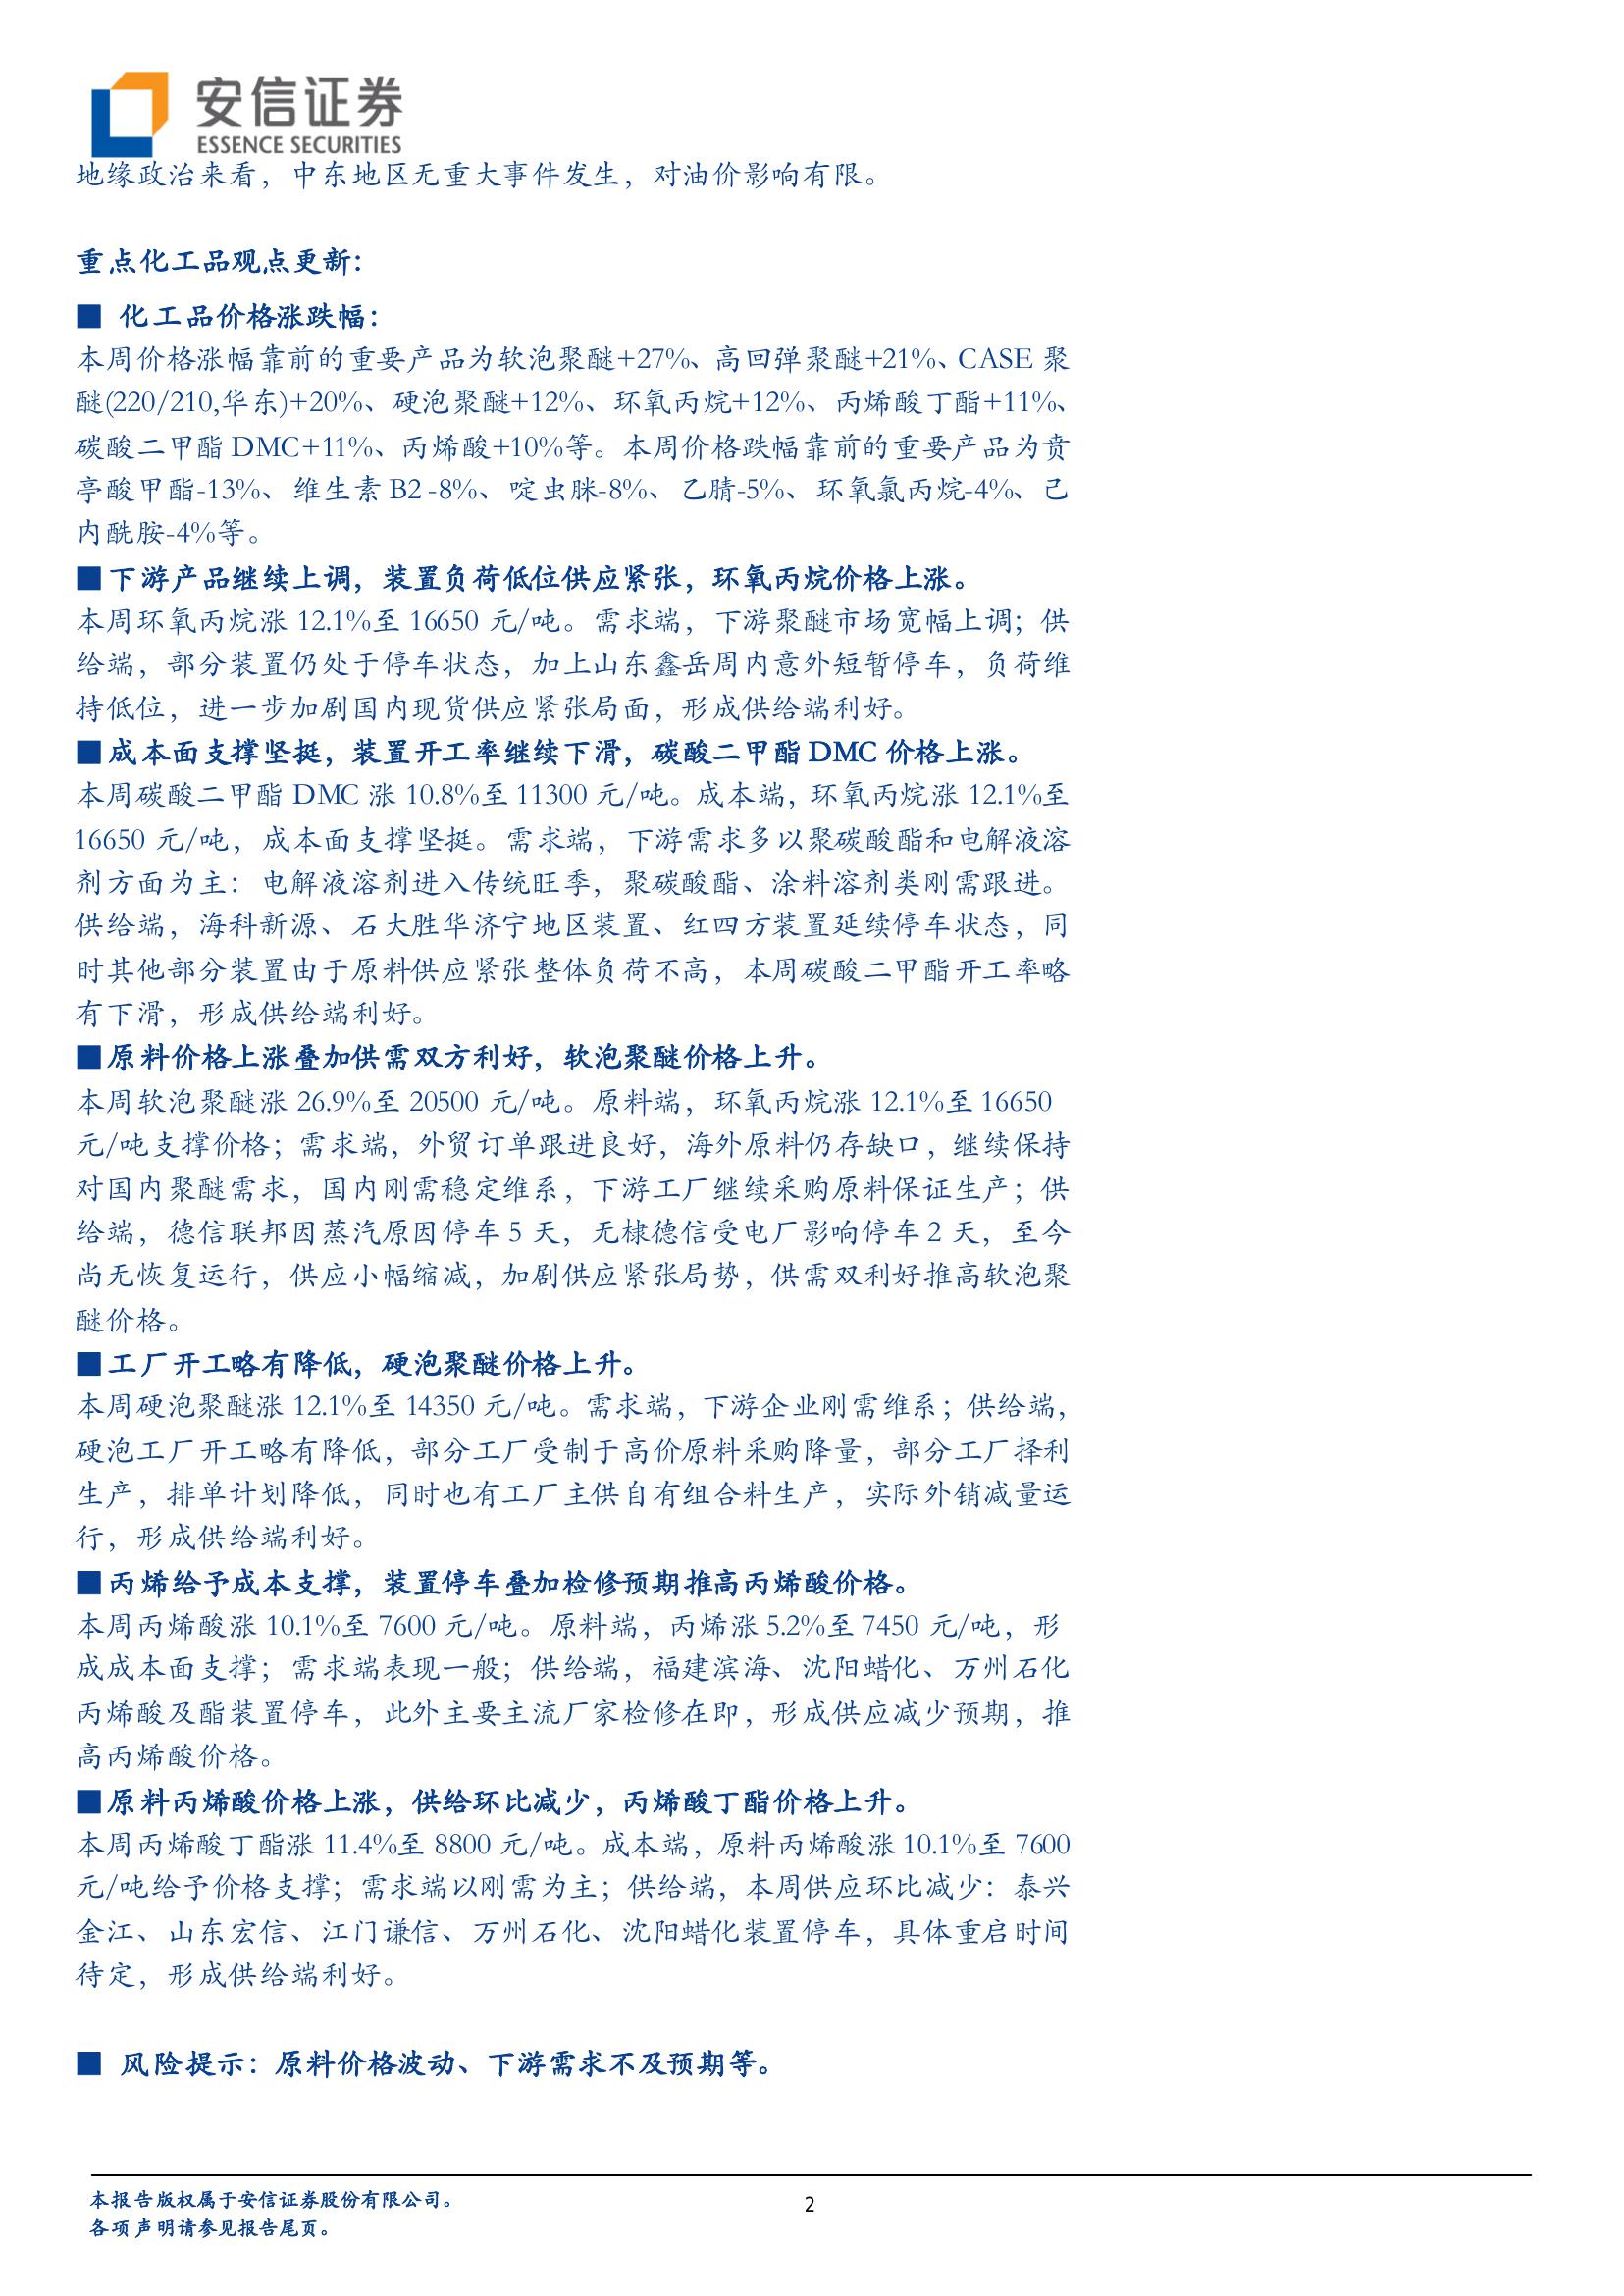 安信证券
ESSENCE SECURITIES
地缘政治来看，中东地区无重大事件发生，对油价影响有限。
重点化工品观点更新：
■ 化工品价格涨跌幅：
本周价格涨幅靠前的重要产品为软泡聚醚+27%、高回弹聚醚+21%、CASE 聚
醚(220/210,华东)+20%、硬泡聚醚+12%、环氧丙烷+12%、丙烯酸丁酯+11%、
碳酸二甲酯 DMC+11%、丙烯酸+10%等。本周价格跌幅靠前的重要产品为贲
亭酸甲酯-13%、维生素 B2 -8%、啶虫脒-8%、乙腈-5%、环氧氯丙烷-4%、己
内酰胺-4%等。
■下游产品继续上调，装置负荷低位供应紧张，环氧丙烷价格上涨。
本周环氧丙烷涨 12.1%至 16650 元/吨。需求端，下游聚醚市场宽幅上调；供
给端，部分装置仍处于停车状态，加上山东鑫岳周内意外短暂停车，负荷维
持低位，进一步加剧国内现货供应紧张局面，形成供给端利好。
■成本面支撑坚挺，装置开工率继续下滑，碳酸二甲酯 DMC 价格上涨。
本周碳酸二甲酯 DMC 涨 10.8%至 11300 元/吨。成本端，环氧丙烷涨 12.1%至
16650 元/吨，成本面支撑坚挺。需求端，下游需求多以聚碳酸酯和电解液溶
剂方面为主：电解液溶剂进入传统旺季，聚碳酸酯、涂料溶剂类刚需跟进。
供给端，海科新源、石大胜华济宁地区装置、红四方装置延续停车状态，同
时其他部分装置由于原料供应紧张整体负荷不高，本周碳酸二甲酯开工率略
有下滑，形成供给端利好。
■原料价格上涨叠加供需双方利好，软泡聚醚价格上升。
本周软泡聚醚涨 26.9%至 20500 元/吨。原料端，环氧丙烷涨 12.1%至 16650
元/吨支撑价格；需求端，外贸订单跟进良好，海外原料仍存缺口，继续保持
对国内聚醚需求，国内刚需稳定维系，下游工厂继续采购原料保证生产；供
给端，德信联邦因蒸汽原因停车 5 天，无棣德信受电厂影响停车 2 天，至今
尚无恢复运行，供应小幅缩减，加剧供应紧张局势，供需双利好推高软泡聚
醚价格。
■工厂开工略有降低，硬泡聚醚价格上升。
本周硬泡聚醚涨 12.1%至 14350 元/吨。需求端，下游企业刚需维系；供给端，
硬泡工厂开工略有降低，部分工厂受制于高价原料采购降量，部分工厂择利
生产，排单计划降低，同时也有工厂主供自有组合料生产，实际外销减量运
行，形成供给端利好。
■丙烯给予成本支撑，装置停车叠加检修预期推高丙烯酸价格。
本周丙烯酸涨 10.1%至 7600 元/吨。原料端，丙烯涨 5.2%至 7450 元/吨，形
成成本面支撑；需求端表现一般；供给端，福建滨海、沈阳蜡化、万州石化
丙烯酸及酯装置停车，此外主要主流厂家检修在即，形成供应减少预期，推
高丙烯酸价格。
■原料丙烯酸价格上涨，供给环比减少，丙烯酸丁酯价格上升。
本周丙烯酸丁酯涨 11.4%至 8800 元/吨。成本端，原料丙烯酸涨 10.1%至 7600
元/吨给予价格支撑；需求端以刚需为主；供给端，本周供应环比减少：泰兴
金江、山东宏信、江门谦信、万州石化、沈阳蜡化装置停车，具体重启时间
待定，形成供给端利好。
■ 风险提示：原料价格波动、下游需求不及预期等。
本报告版权属于安信证券股份有限公司。
各项声明请参见报告尾页。
2